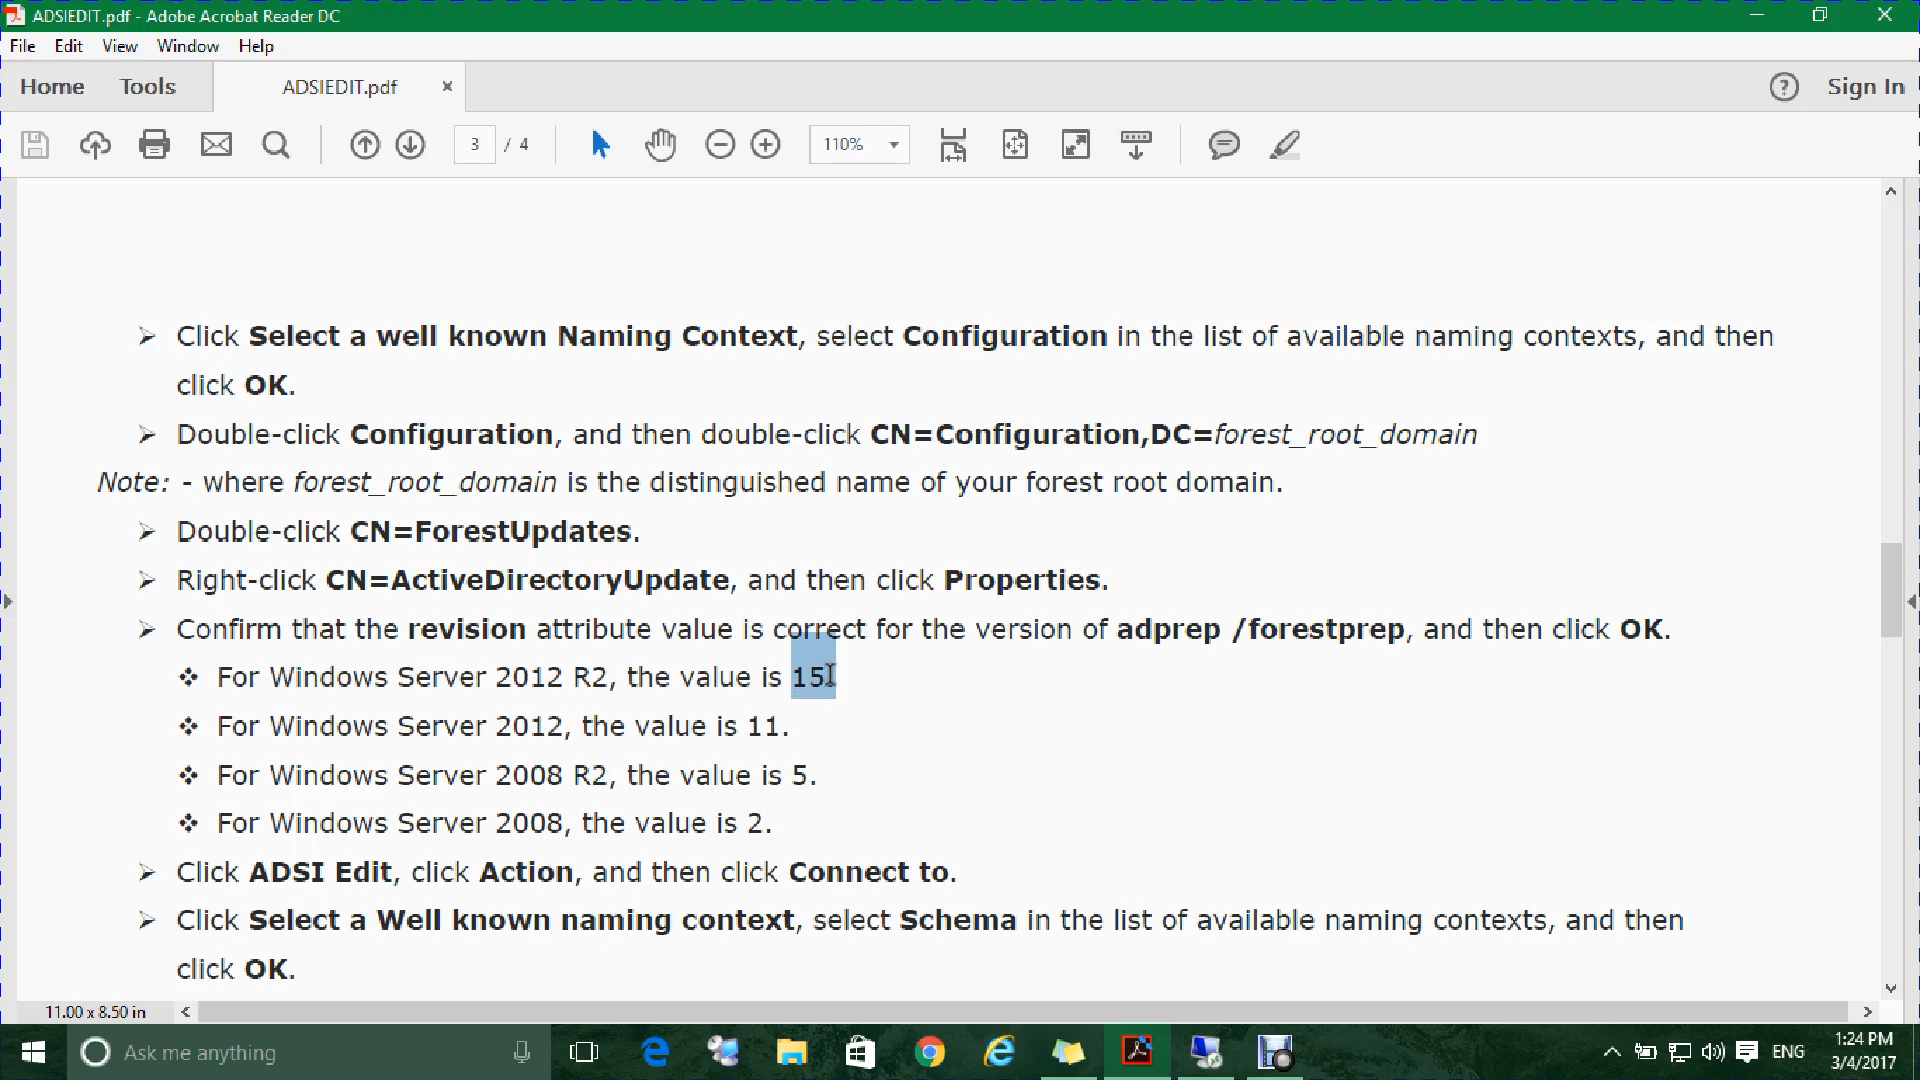 ADSIEDIT.pdf - Adobe Acrobat Reader DC
File Edit View Window Help
Home Tools ADSIEDIT.pdf × Sign In
3 / 4 110%
➢ Click Select a well known Naming Context, select Configuration in the list of available naming contexts, and then
click OK.
➢ Double-click Configuration, and then double-click CN=Configuration,DC=forest_root_domain
Note: - where forest_root_domain is the distinguished name of your forest root domain.
➢ Double-click CN=ForestUpdates.
➢ Right-click CN=ActiveDirectoryUpdate, and then click Properties.
➢ Confirm that the revision attribute value is correct for the version of adprep /forestprep, and then click OK.
❖ For Windows Server 2012 R2, the value is 15.
❖ For Windows Server 2012, the value is 11.
❖ For Windows Server 2008 R2, the value is 5.
❖ For Windows Server 2008, the value is 2.
➢ Click ADSI Edit, click Action, and then click Connect to.
➢ Click Select a Well known naming context, select Schema in the list of available naming contexts, and then
click OK.
11.00 x 8.50 in
Ask me anything ENG 1:24 PM
3/4/2017